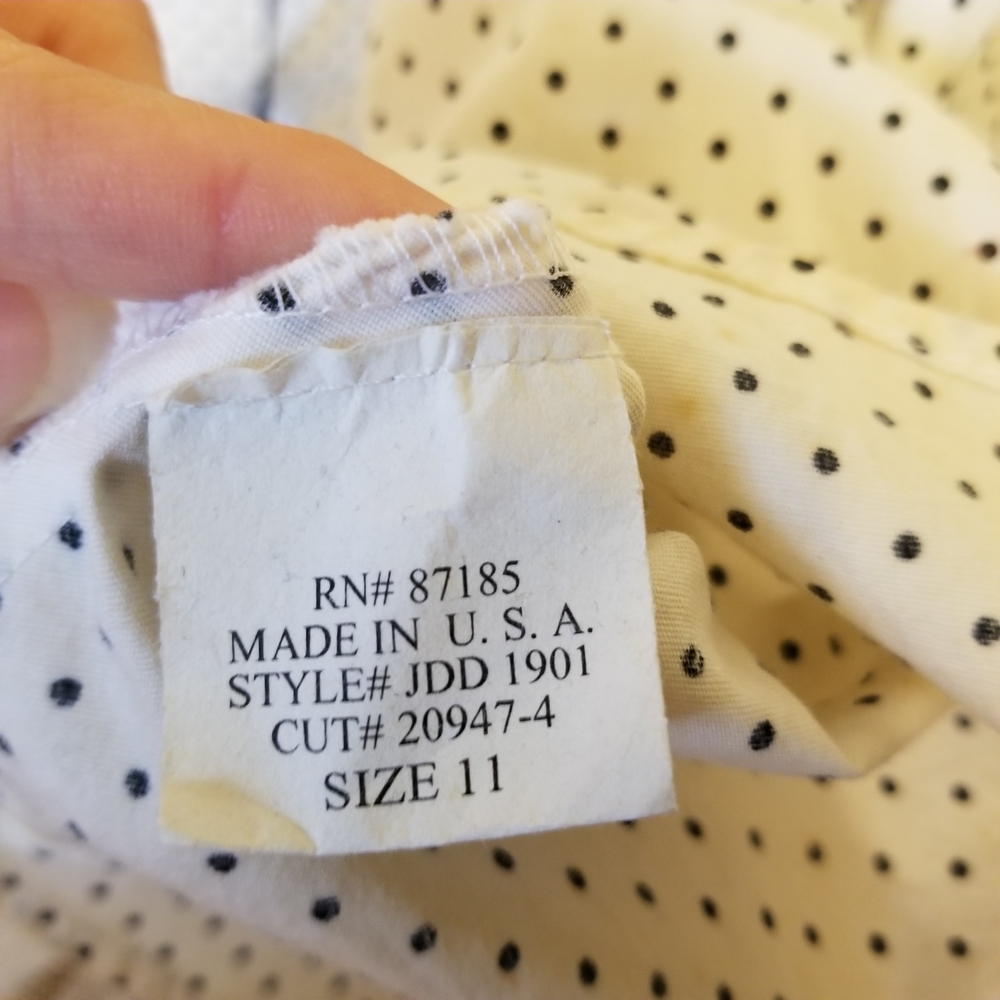 RN# 87185
MADE IN U. S. A.
STYLE# JDD 1901
CUT# 20947-4
SIZE 11